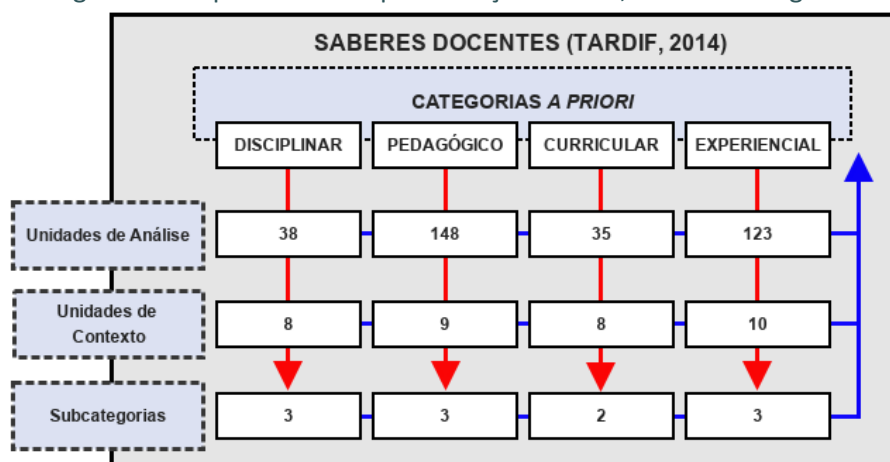 SABERES DOCENTES (TARDIF, 2014)
CATEGORIAS A PRIORI
DISCIPLINAR PEDAGÓGICO CURRICULAR EXPERIENCIAL
Unidades de Análise 38 148 35 123
Unidades de
Contexto 8 9 8 10
Subcategorias 3 3 2 3